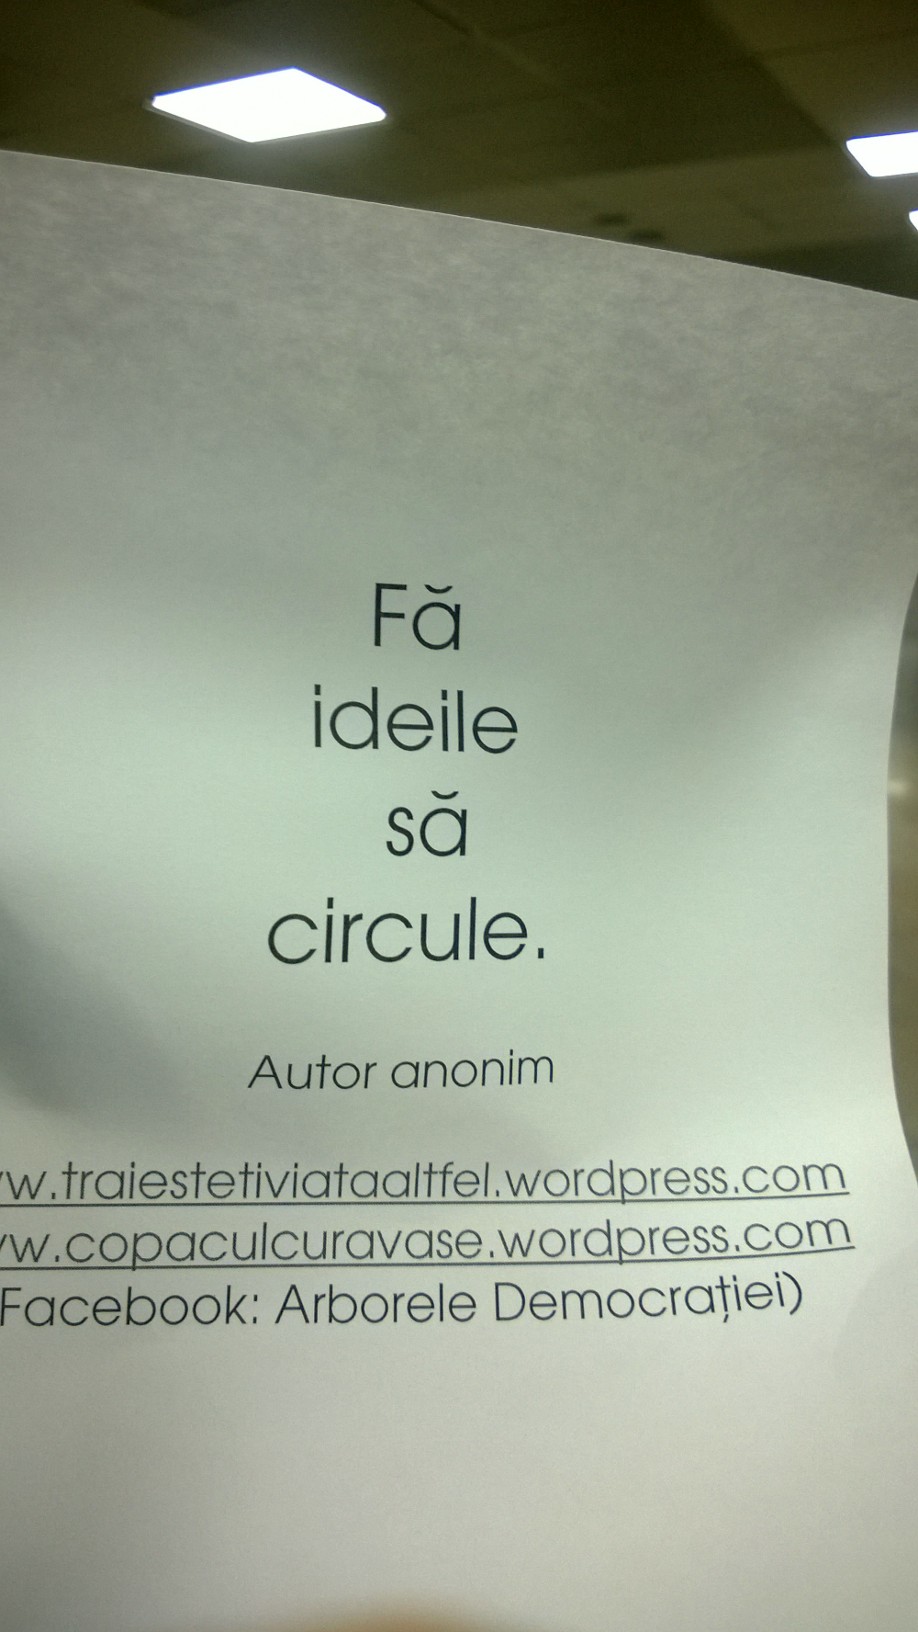 Fă
ideile
să
circule.
Autor anonim
w.traiestetiviataaltfel.wordpress.com
w.copaculcuravase.wordpress.com
Facebook: Arborele Democrației)